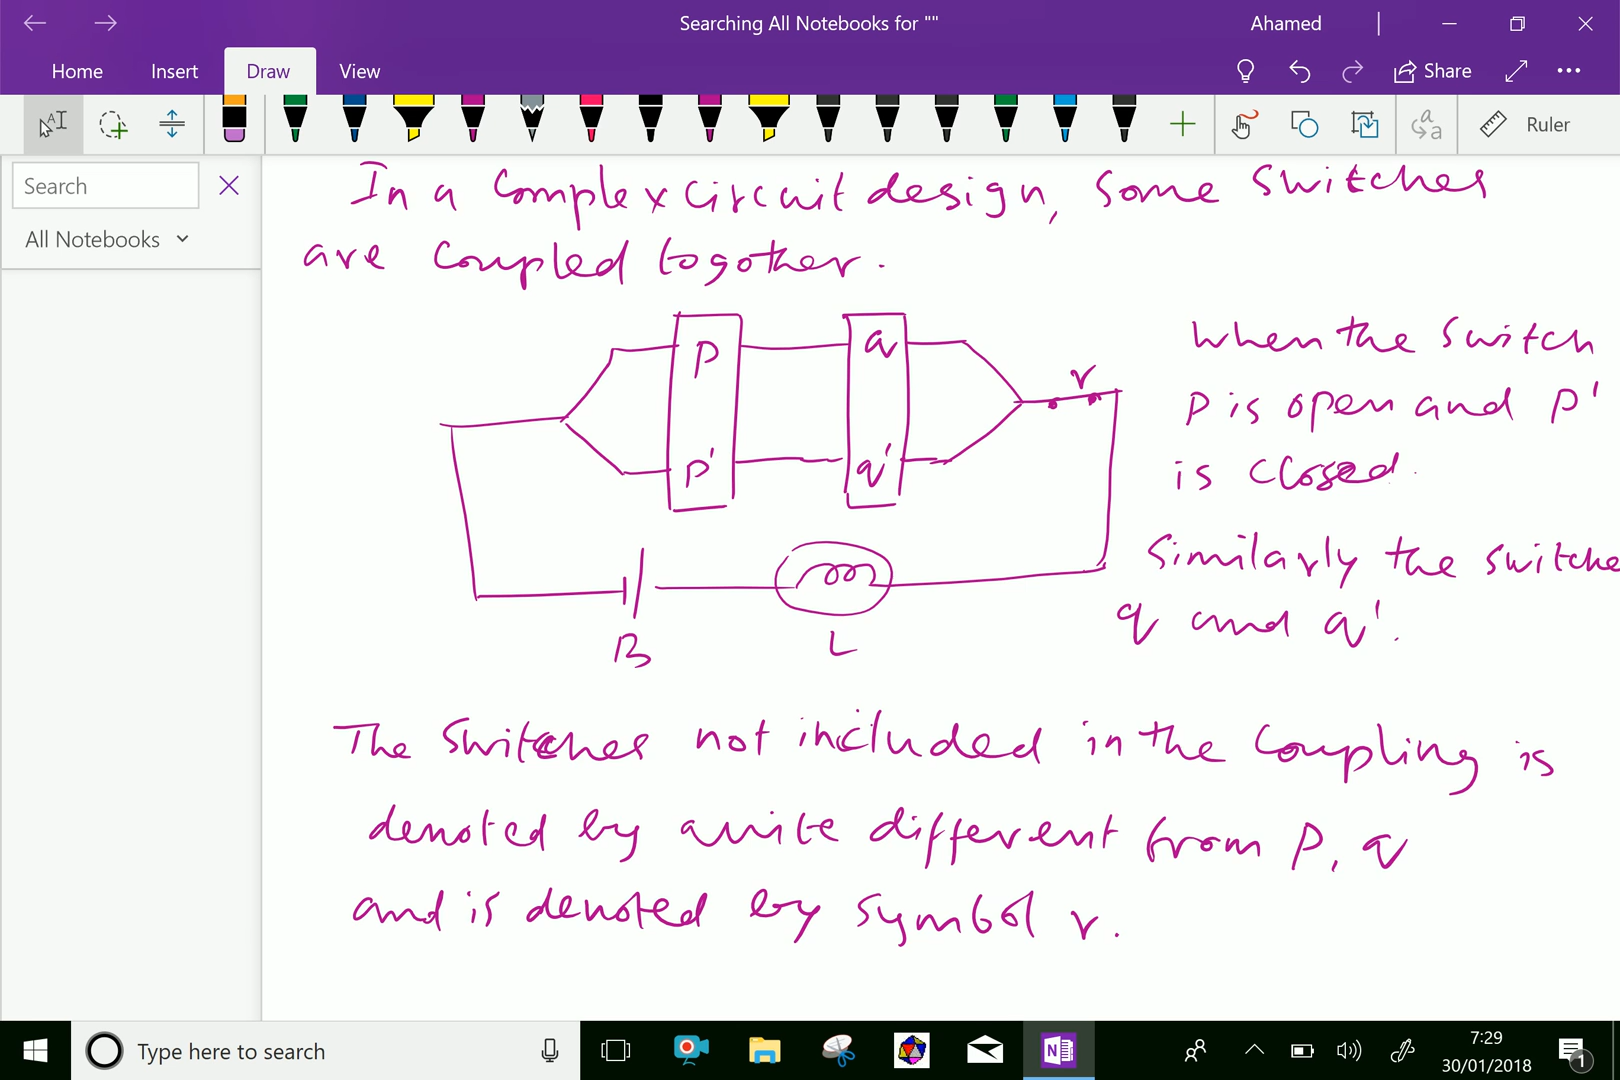 Searching All Notebooks for ""
Ahamed
Home
Insert
Draw
View
Share
Ruler
Search
All Notebooks
In a complex circuit design, some switches
are coupled togother.
P
q
r
p'
q'
B
L
When the switch
p is open and p'
is closed.
Similarly the switche
q and q'.
The switches not included in the coupling is
denoted by quite different from p, q
and is denoted by symbol r.
Type here to search
7:29
30/01/2018
1